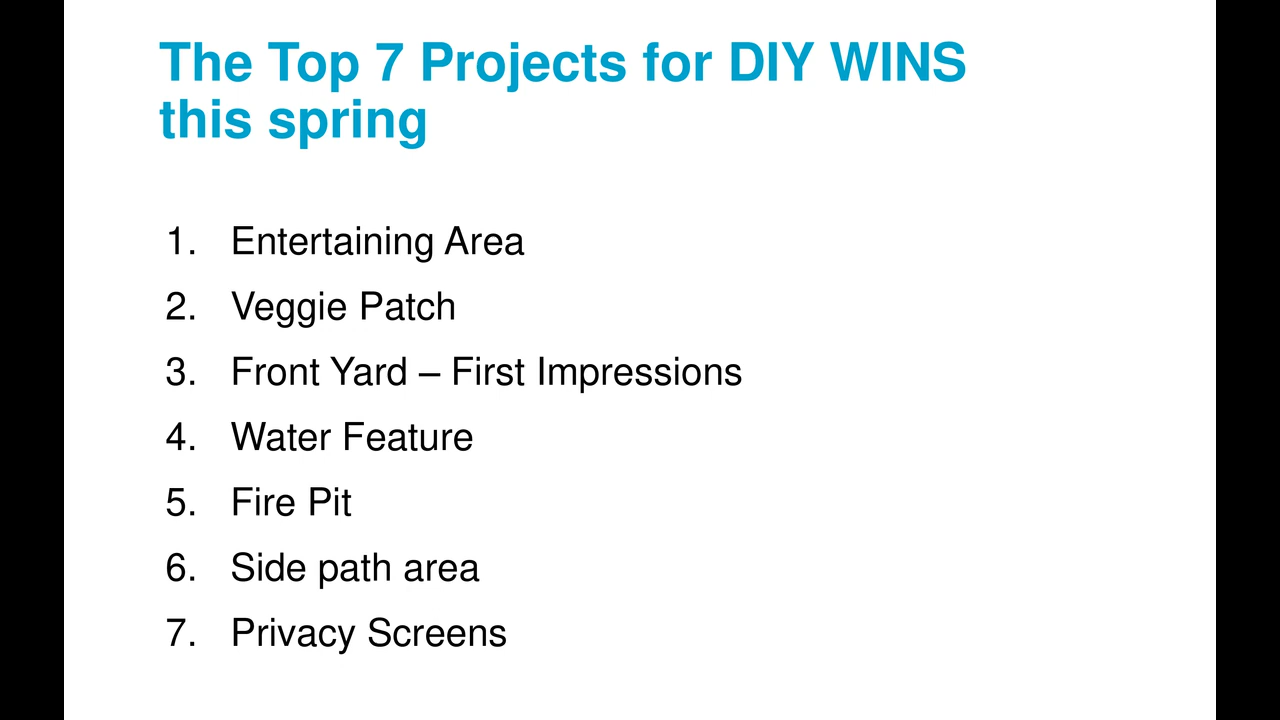 The Top 7 Projects for DIY WINS
this spring
1. Entertaining Area
2. Veggie Patch
3. Front Yard – First Impressions
4. Water Feature
5. Fire Pit
6. Side path area
7. Privacy Screens